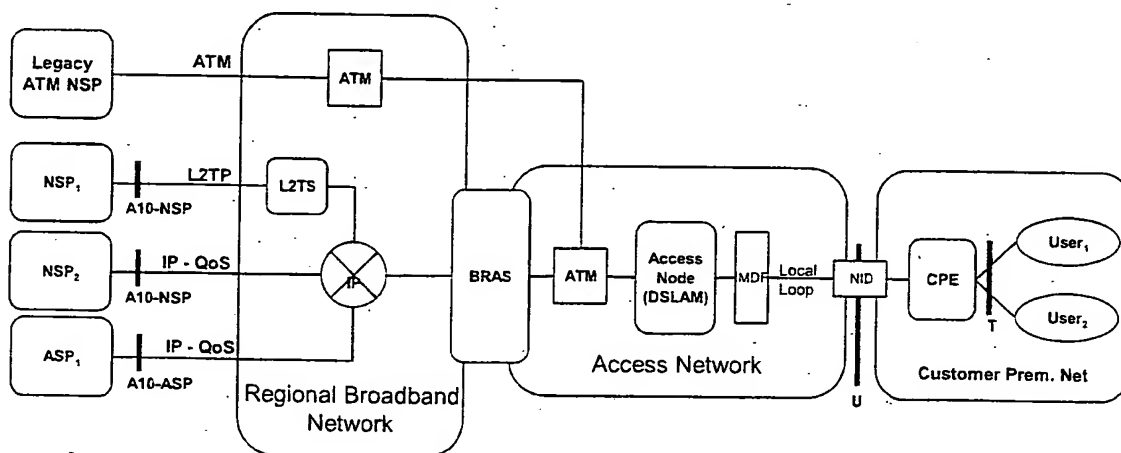 Legacy
ATM NSP
ATM
ATM
NSP₁
A10-NSP
L2TP
L2TS
NSP₂
A10-NSP
IP - QoS
IP
ASP₁
A10-ASP
IP - QoS
Regional Broadband
Network
BRAS
ATM
Access
Node
(DSLAM)
MDF
Local
Loop
Access Network
NID
U
CPE
T
User₁
User₂
Customer Prem. Net